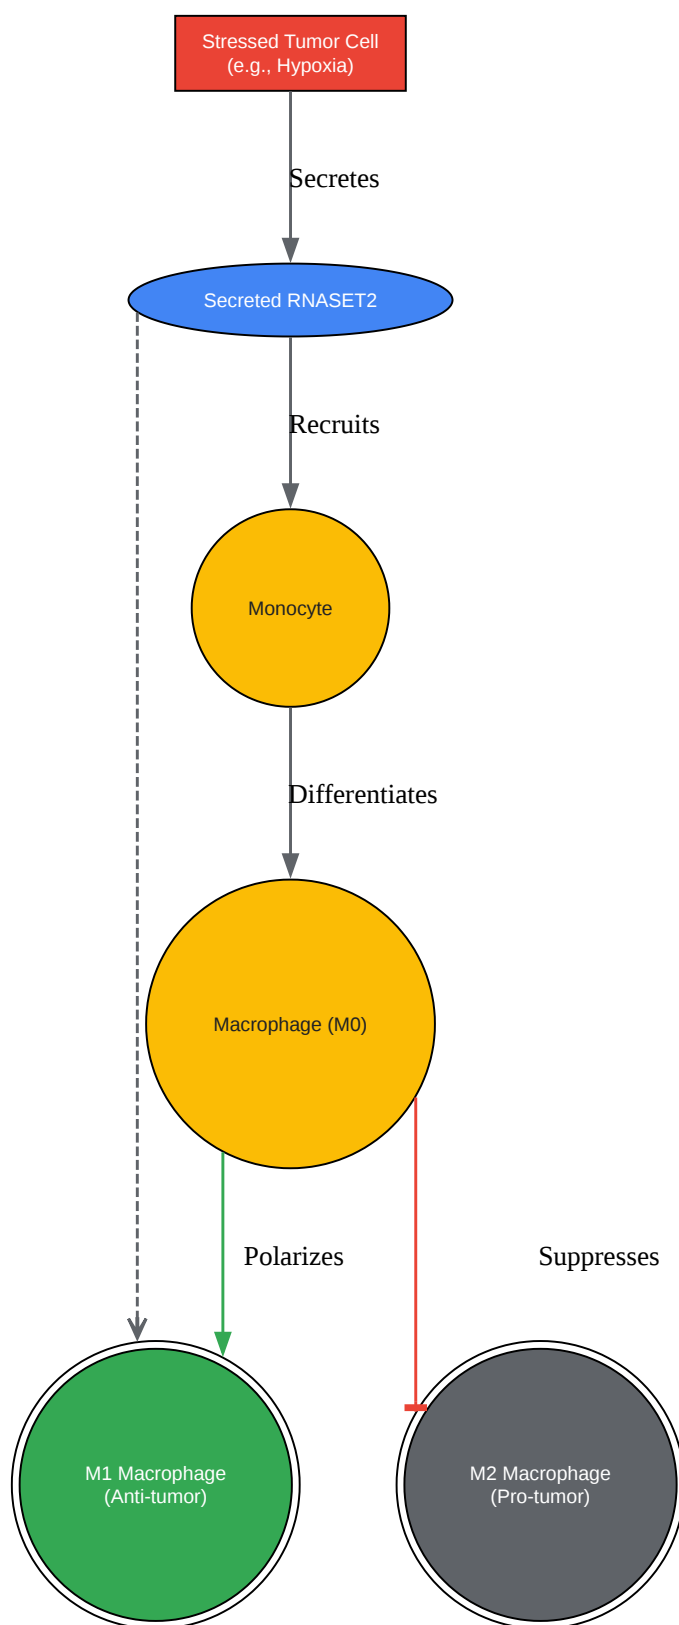 Stressed Tumor Cell
(e.g., Hypoxia)
Secretes
Secreted RNASET2
Recruits
Monocyte
Differentiates
Macrophage (M0)
Polarizes
Suppresses
M1 Macrophage
(Anti-tumor)
M2 Macrophage
(Pro-tumor)